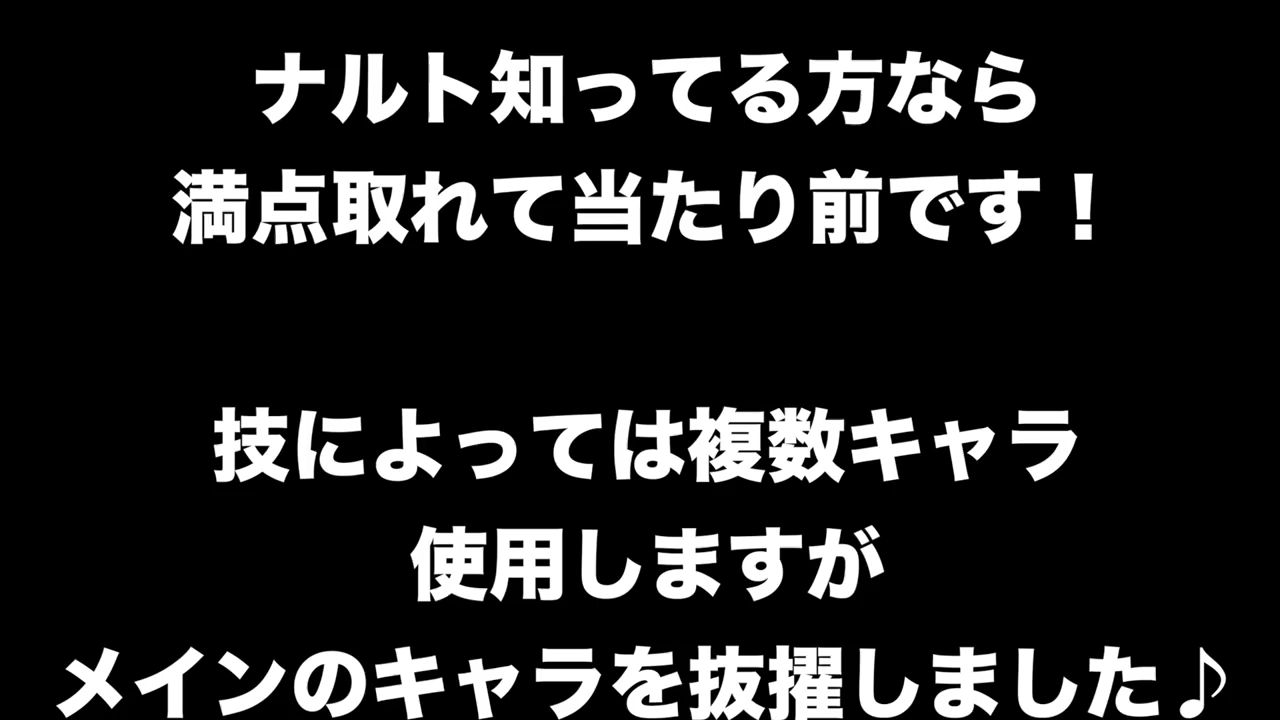 ナルト知ってる方なら
満点取れて当たり前です！
技によっては複数キャラ
使用しますが
メインのキャラを抜擢しました♪